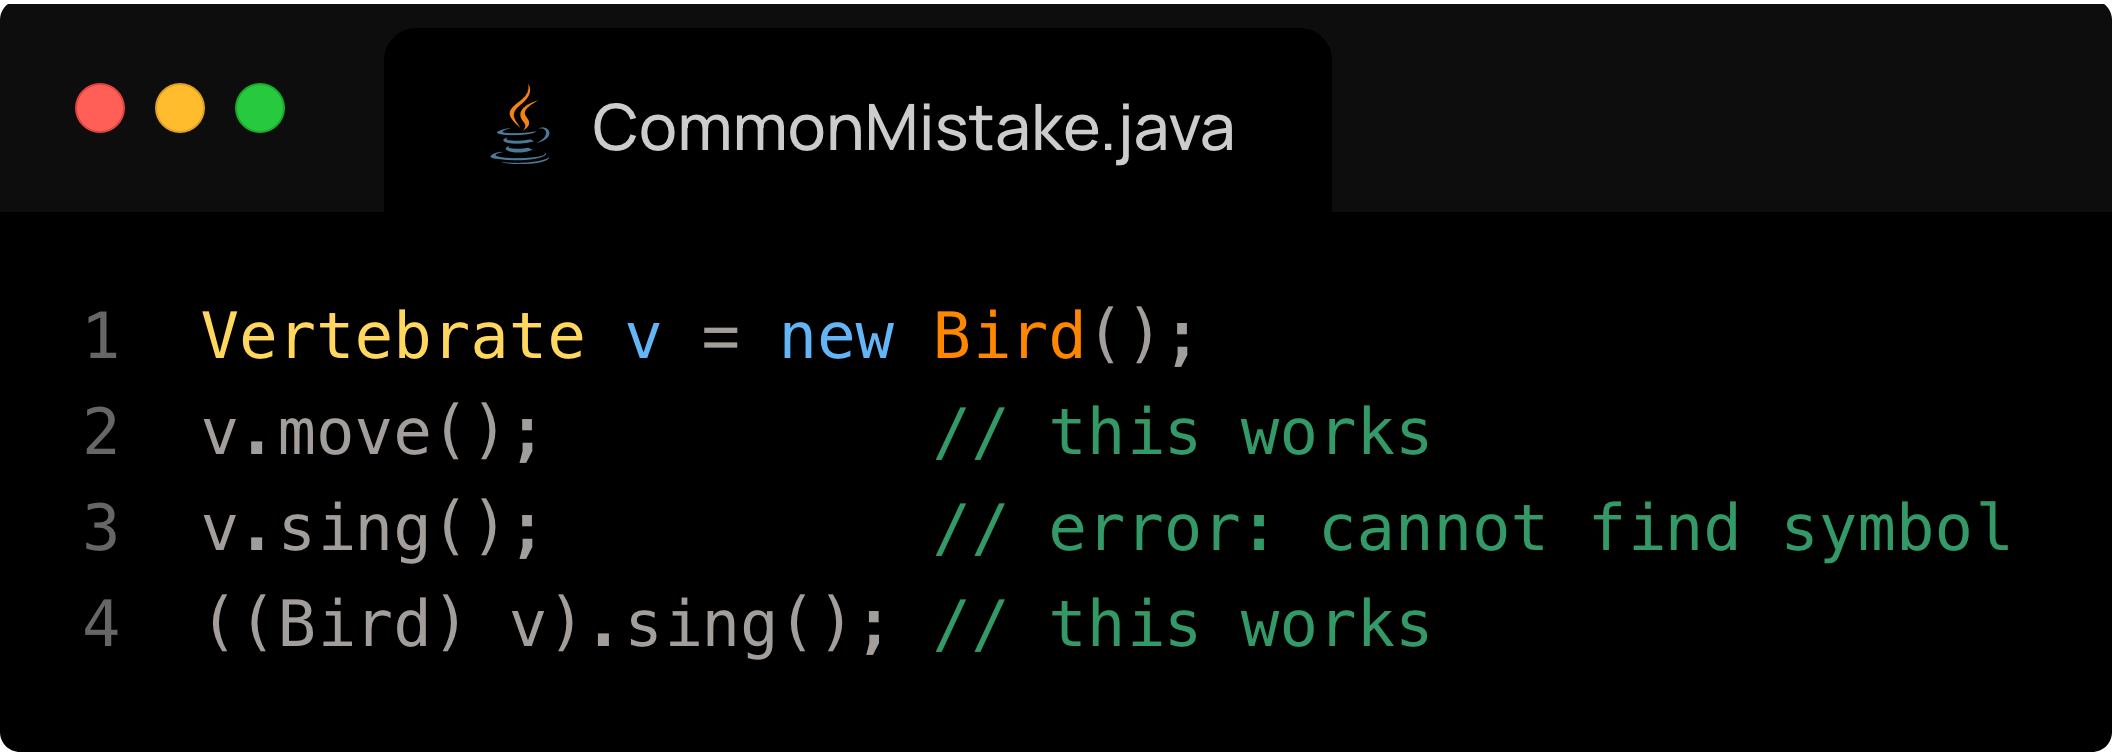 CommonMistake.java
1 Vertebrate v = new Bird();
2 v.move();          // this works
3 v.sing();          // error: cannot find symbol
4 ((Bird) v).sing(); // this works